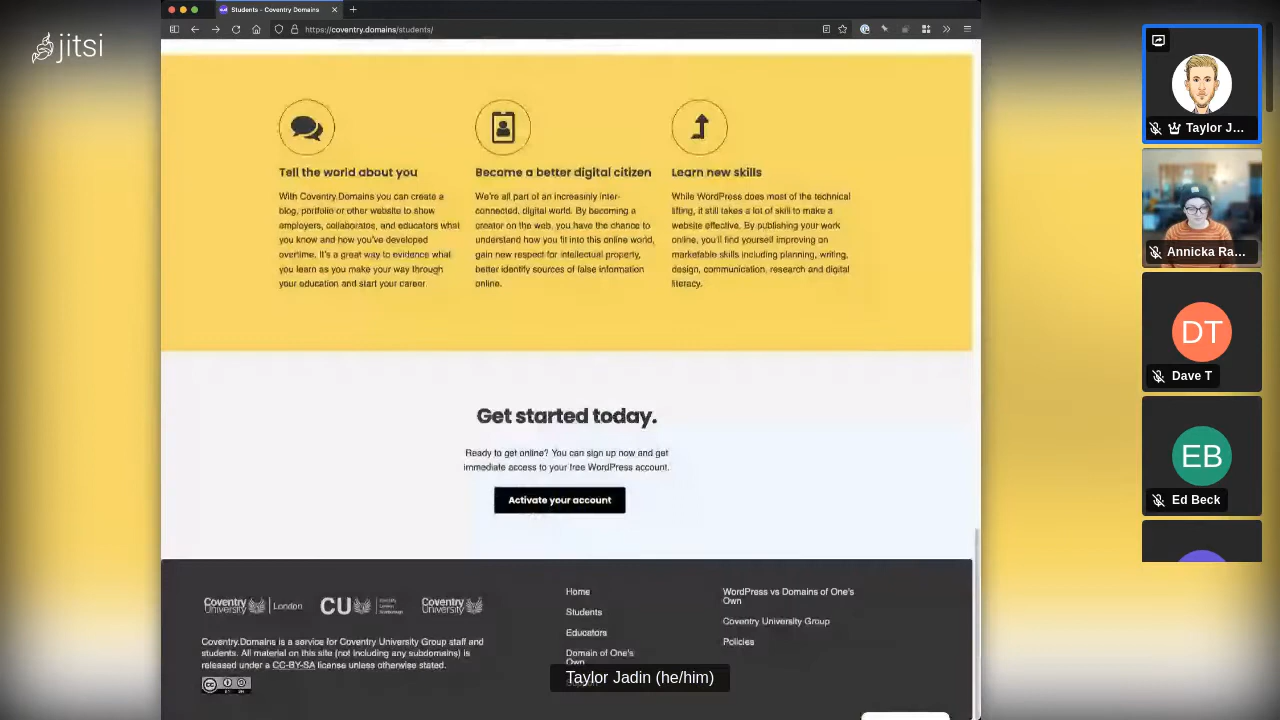 jitsi
Students - Coventry Domains
https://coventry.domains/students/
Tell the world about you
With Coventry.Domains you can create a
blog, portfolio or other website to show
employers, collaborates, and educators what
you know and how you've developed
overtime. It's a great way to evidence what
you learn as you make your way through
your education and start your career.
Become a better digital citizen
We're all part of an increasinly inter-
connected, digital world. By becoming a
creator on the web, you have the chance to
understand how you fit into this online world,
gain new respect for intellectual property,
better identify sources of false information
online.
Learn new skills
While WordPress does most of the technical
lifting, it still takes a lot of skill to make a
website effective. By publishing your work
online, you'll find yourself improving on
marketable skills including planning, writing,
design, communication, research and digital
literacy.
Get started today.
Ready to get online? You can sign up now and get
immediate access to your free WordPress account.
Activate your account
Coventry
University
London
CU
Coventry
University
Coventry.Domains is a service for Coventry University Group staff and
students. All material on this site (not including any subdomains) is
released under a CC-BY-SA license unless otherwise stated.
Home
Students
Educators
Domain of One's
Own
WordPress vs Domains of One's
Own
Coventry University Group
Policies
Taylor Jadin (he/him)
Taylor J...
Annicka Ra...
DT
Dave T
EB
Ed Beck